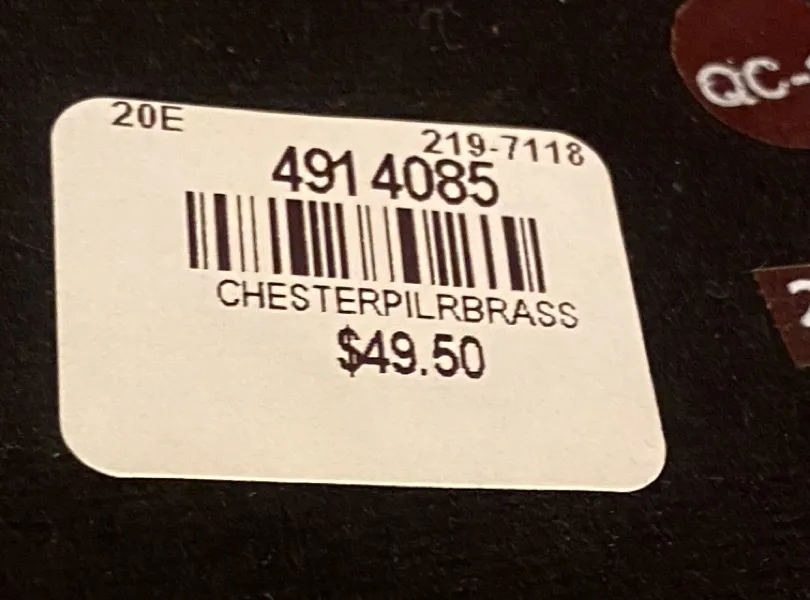 20E
219-7118
491 4085
CHESTERPILRBRASS
$49.50
QC-